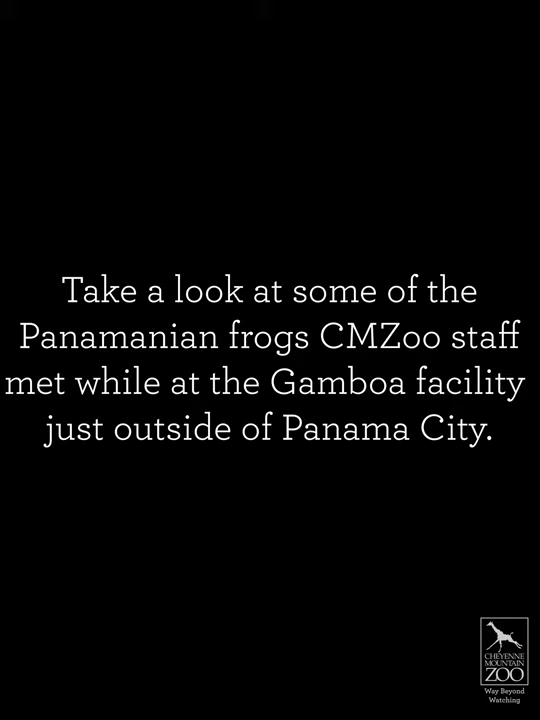 Take a look at some of the
Panamanian frogs CMZoo staff
met while at the Gamboa facility
just outside of Panama City.
CHEYENNE
MOUNTAIN
ZOO
Way Beyond
Watching